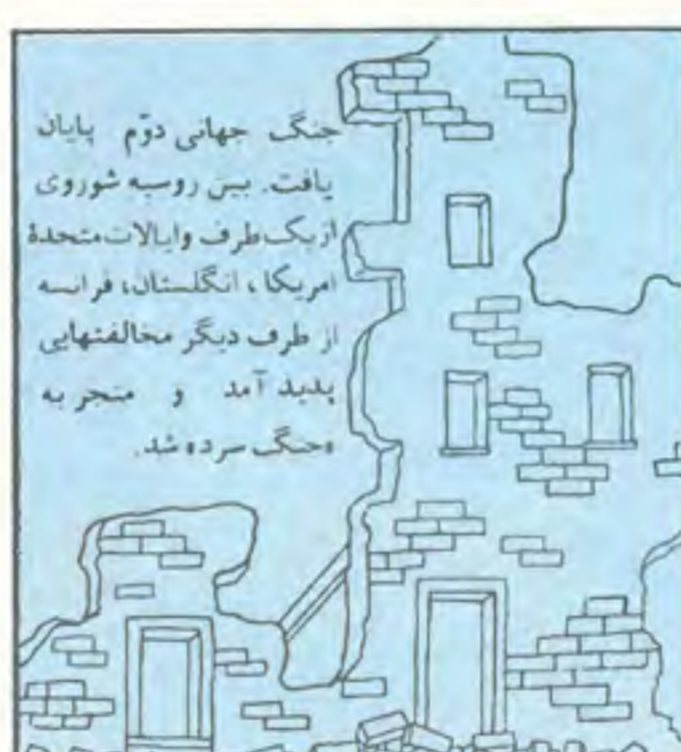 جنگ جهانی دوّم پایان
یافت. بین روسیه شوروی
از یک طرف و ایالات متحدهٔ
امریکا، انگلستان، فرانسه
از طرف دیگر مخالفتهایی
پدید آمد و منجر به
«جنگ سرد» شد.